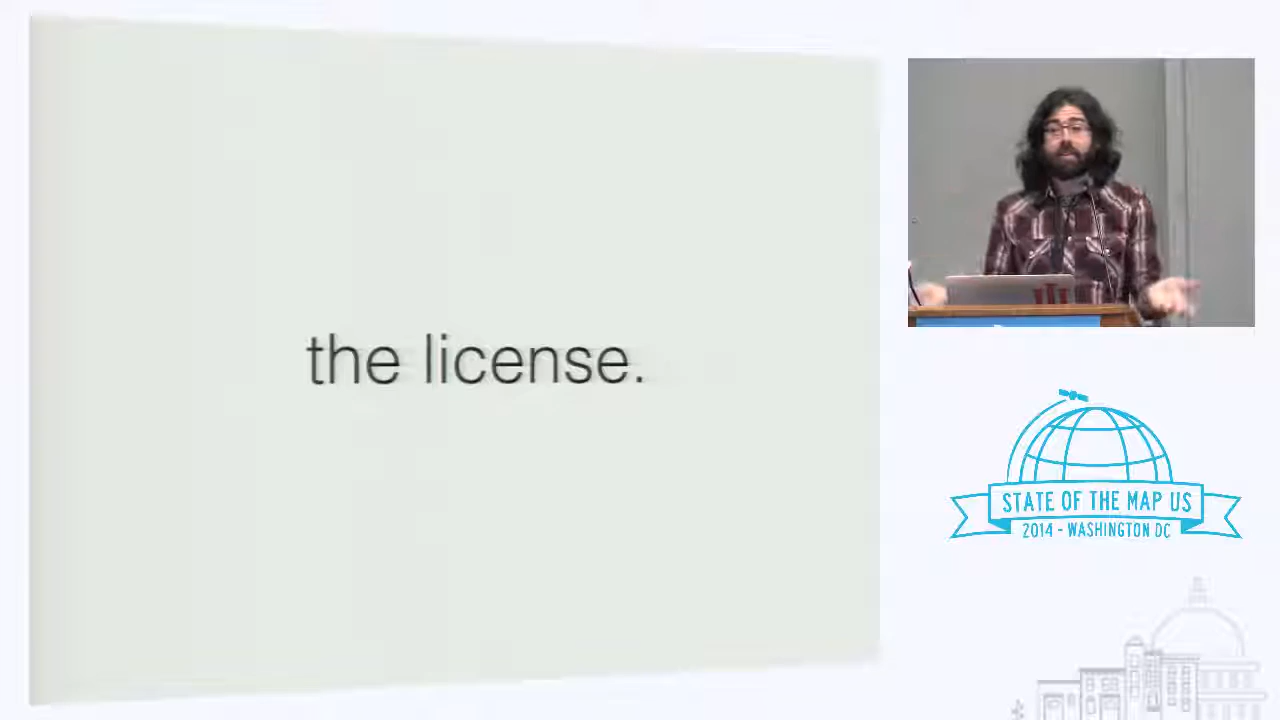 the license.
STATE OF THE MAP US
2014 - WASHINGTON DC